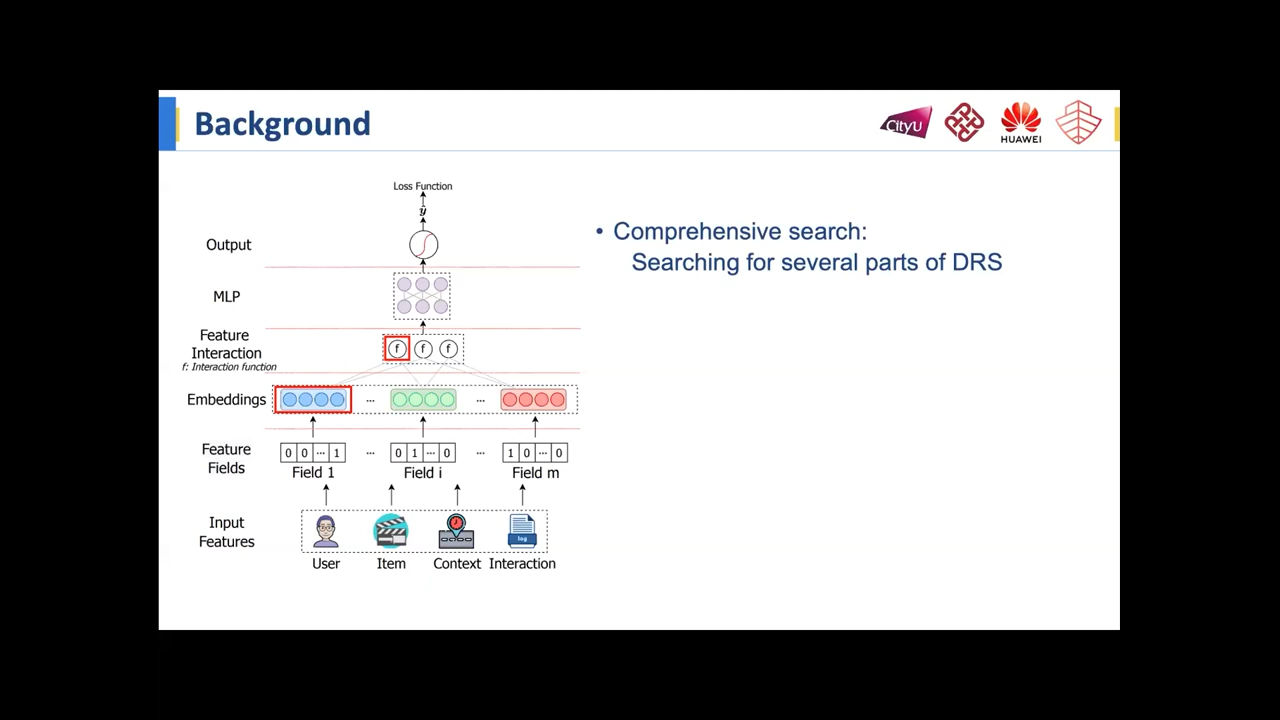 Background
CityU
HUAWEI
Loss Function
ŷ
Output
MLP
Feature
Interaction
f: Interaction function
f f f
Embeddings
... ...
Feature
Fields
0 0 ... 1 ... 0 1 ... 0 ... 1 0 ... 0
Field 1 Field i Field m
Input
Features
log
User Item Context Interaction
• Comprehensive search:
Searching for several parts of DRS